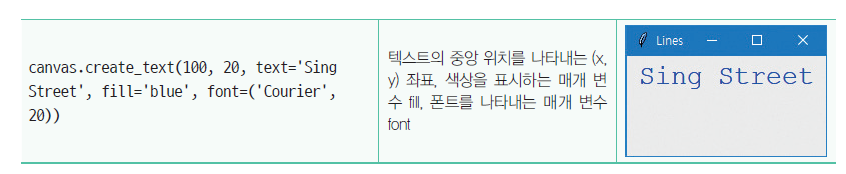 canvas.create_text(100, 20, text='Sing
Street', fill='blue', font=('Courier',
20))
텍스트의 중앙 위치를 나타내는 (x,
y) 좌표, 색상을 표시하는 매개 변
수 fill, 폰트를 나타내는 매개 변수
font
Lines
Sing Street